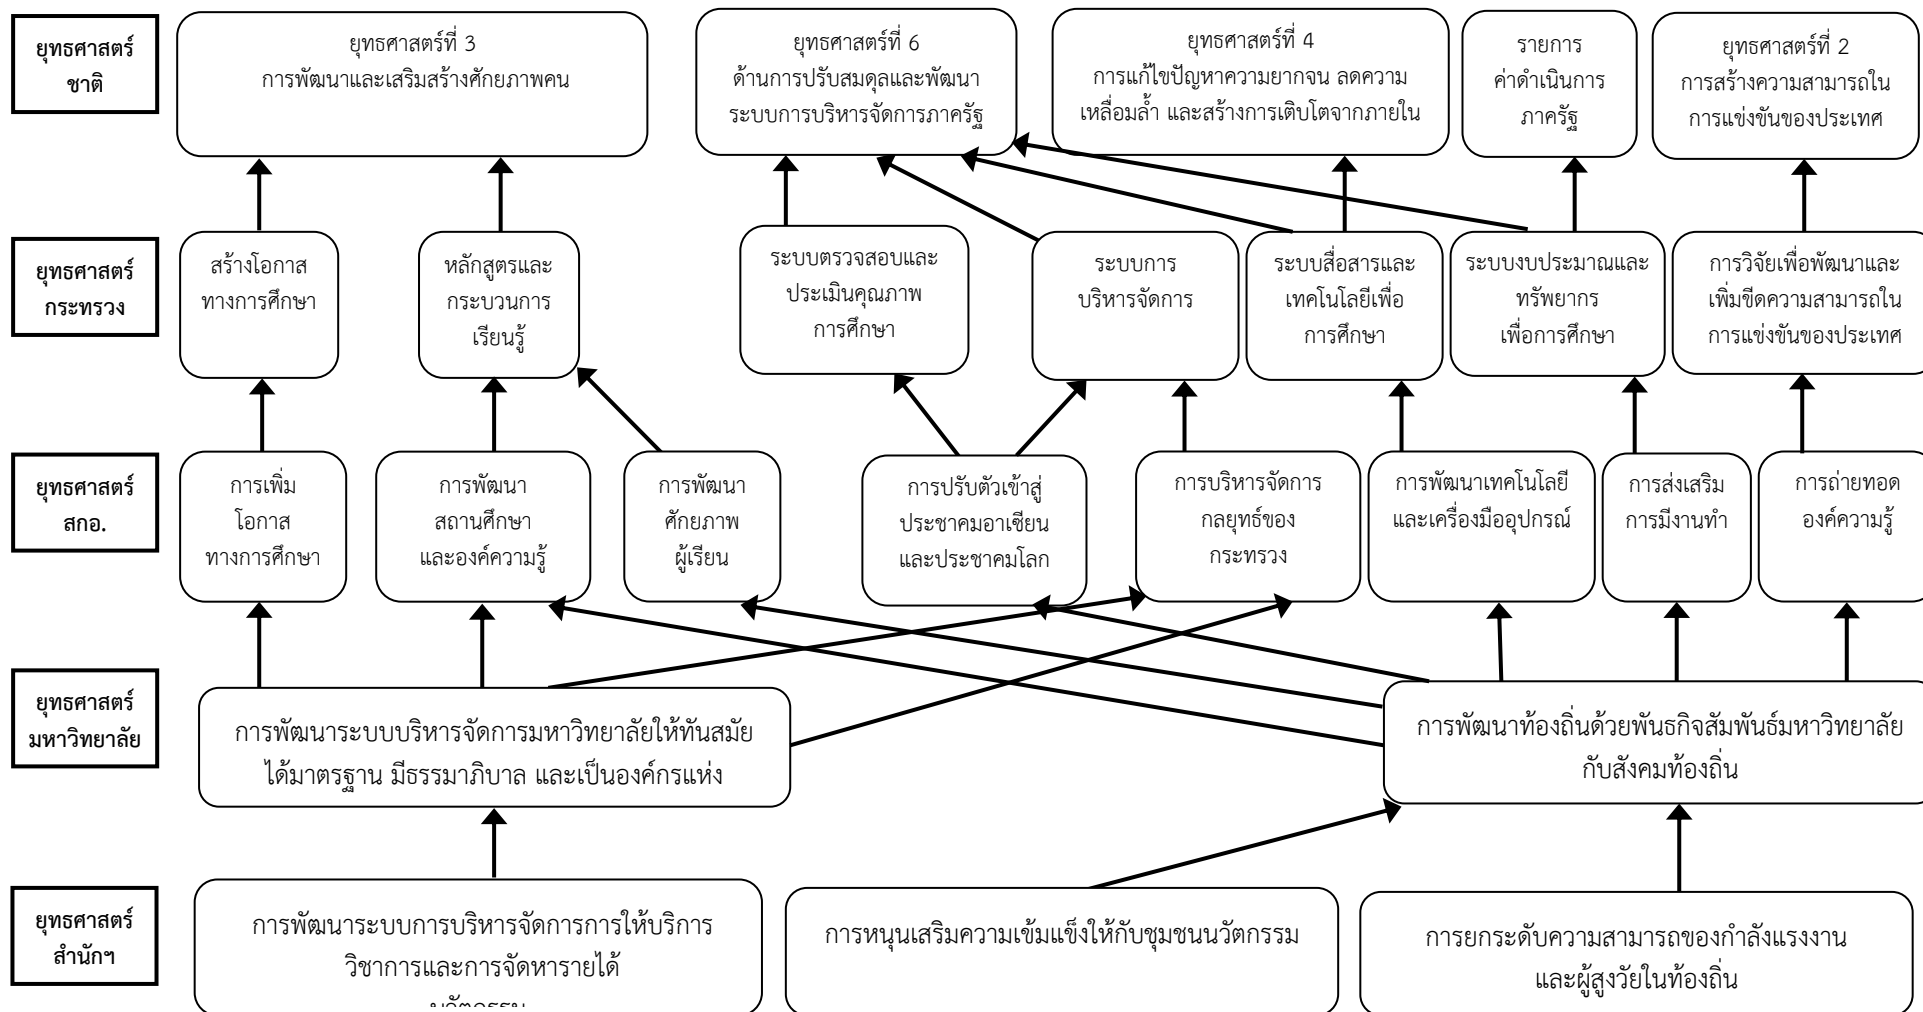 ยุทธศาสตร์
ชาติ
ยุทธศาสตร์ที่ 3
การพัฒนาและเสริมสร้างศักยภาพคน
ยุทธศาสตร์ที่ 6
ด้านการปรับสมดุลและพัฒนา
ระบบการบริหารจัดการภาครัฐ
ยุทธศาสตร์ที่ 4
การแก้ไขปัญหาความยากจน ลดความ
เหลื่อมล้ำ และสร้างการเติบโตจากภายใน
รายการ
ค่าดำเนินการ
ภาครัฐ
ยุทธศาสตร์ที่ 2
การสร้างความสามารถใน
การแข่งขันของประเทศ
ยุทธศาสตร์
กระทรวง
สร้างโอกาส
ทางการศึกษา
หลักสูตรและ
กระบวนการ
เรียนรู้
ระบบตรวจสอบและ
ประเมินคุณภาพ
การศึกษา
ระบบการ
บริหารจัดการ
ระบบสื่อสารและ
เทคโนโลยีเพื่อ
การศึกษา
ระบบงบประมาณและ
ทรัพยากร
เพื่อการศึกษา
การวิจัยเพื่อพัฒนาและ
เพิ่มขีดความสามารถใน
การแข่งขันของประเทศ
ยุทธศาสตร์
สกอ.
การเพิ่ม
โอกาส
ทางการศึกษา
การพัฒนา
สถานศึกษา
และองค์ความรู้
การพัฒนา
ศักยภาพ
ผู้เรียน
การปรับตัวเข้าสู่
ประชาคมอาเซียน
และประชาคมโลก
การบริหารจัดการ
กลยุทธ์ของ
กระทรวง
การพัฒนาเทคโนโลยี
และเครื่องมืออุปกรณ์
การส่งเสริม
การมีงานทำ
การถ่ายทอด
องค์ความรู้
ยุทธศาสตร์
มหาวิทยาลัย
การพัฒนาระบบบริหารจัดการมหาวิทยาลัยให้ทันสมัย
ได้มาตรฐาน มีธรรมาภิบาล และเป็นองค์กรแห่ง
การพัฒนาท้องถิ่นด้วยพันธกิจสัมพันธ์มหาวิทยาลัย
กับสังคมท้องถิ่น
ยุทธศาสตร์
สำนักฯ
การพัฒนาระบบการบริหารจัดการการให้บริการ
วิชาการและการจัดหารายได้
การหนุนเสริมความเข้มแข็งให้กับชุมชนนวัตกรรม
การยกระดับความสามารถของกำลังแรงงาน
และผู้สูงวัยในท้องถิ่น